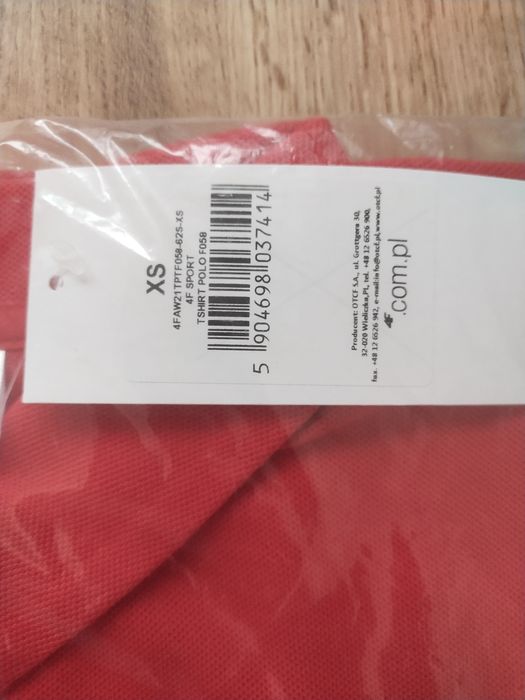 XS
4FAW21TPTF058-62S-XS
4F SPORT
TSHIRT POLO F058
5 904698 037414
Producent: OTCF S.A., ul. Grottgera 30,
32-020 Wieliczka,PL, tel. +48 12 6526 900,
fax. +48 12 6526 942, e-mail:info@otcf.pl,www.otcf.pl
4F
.com.pl